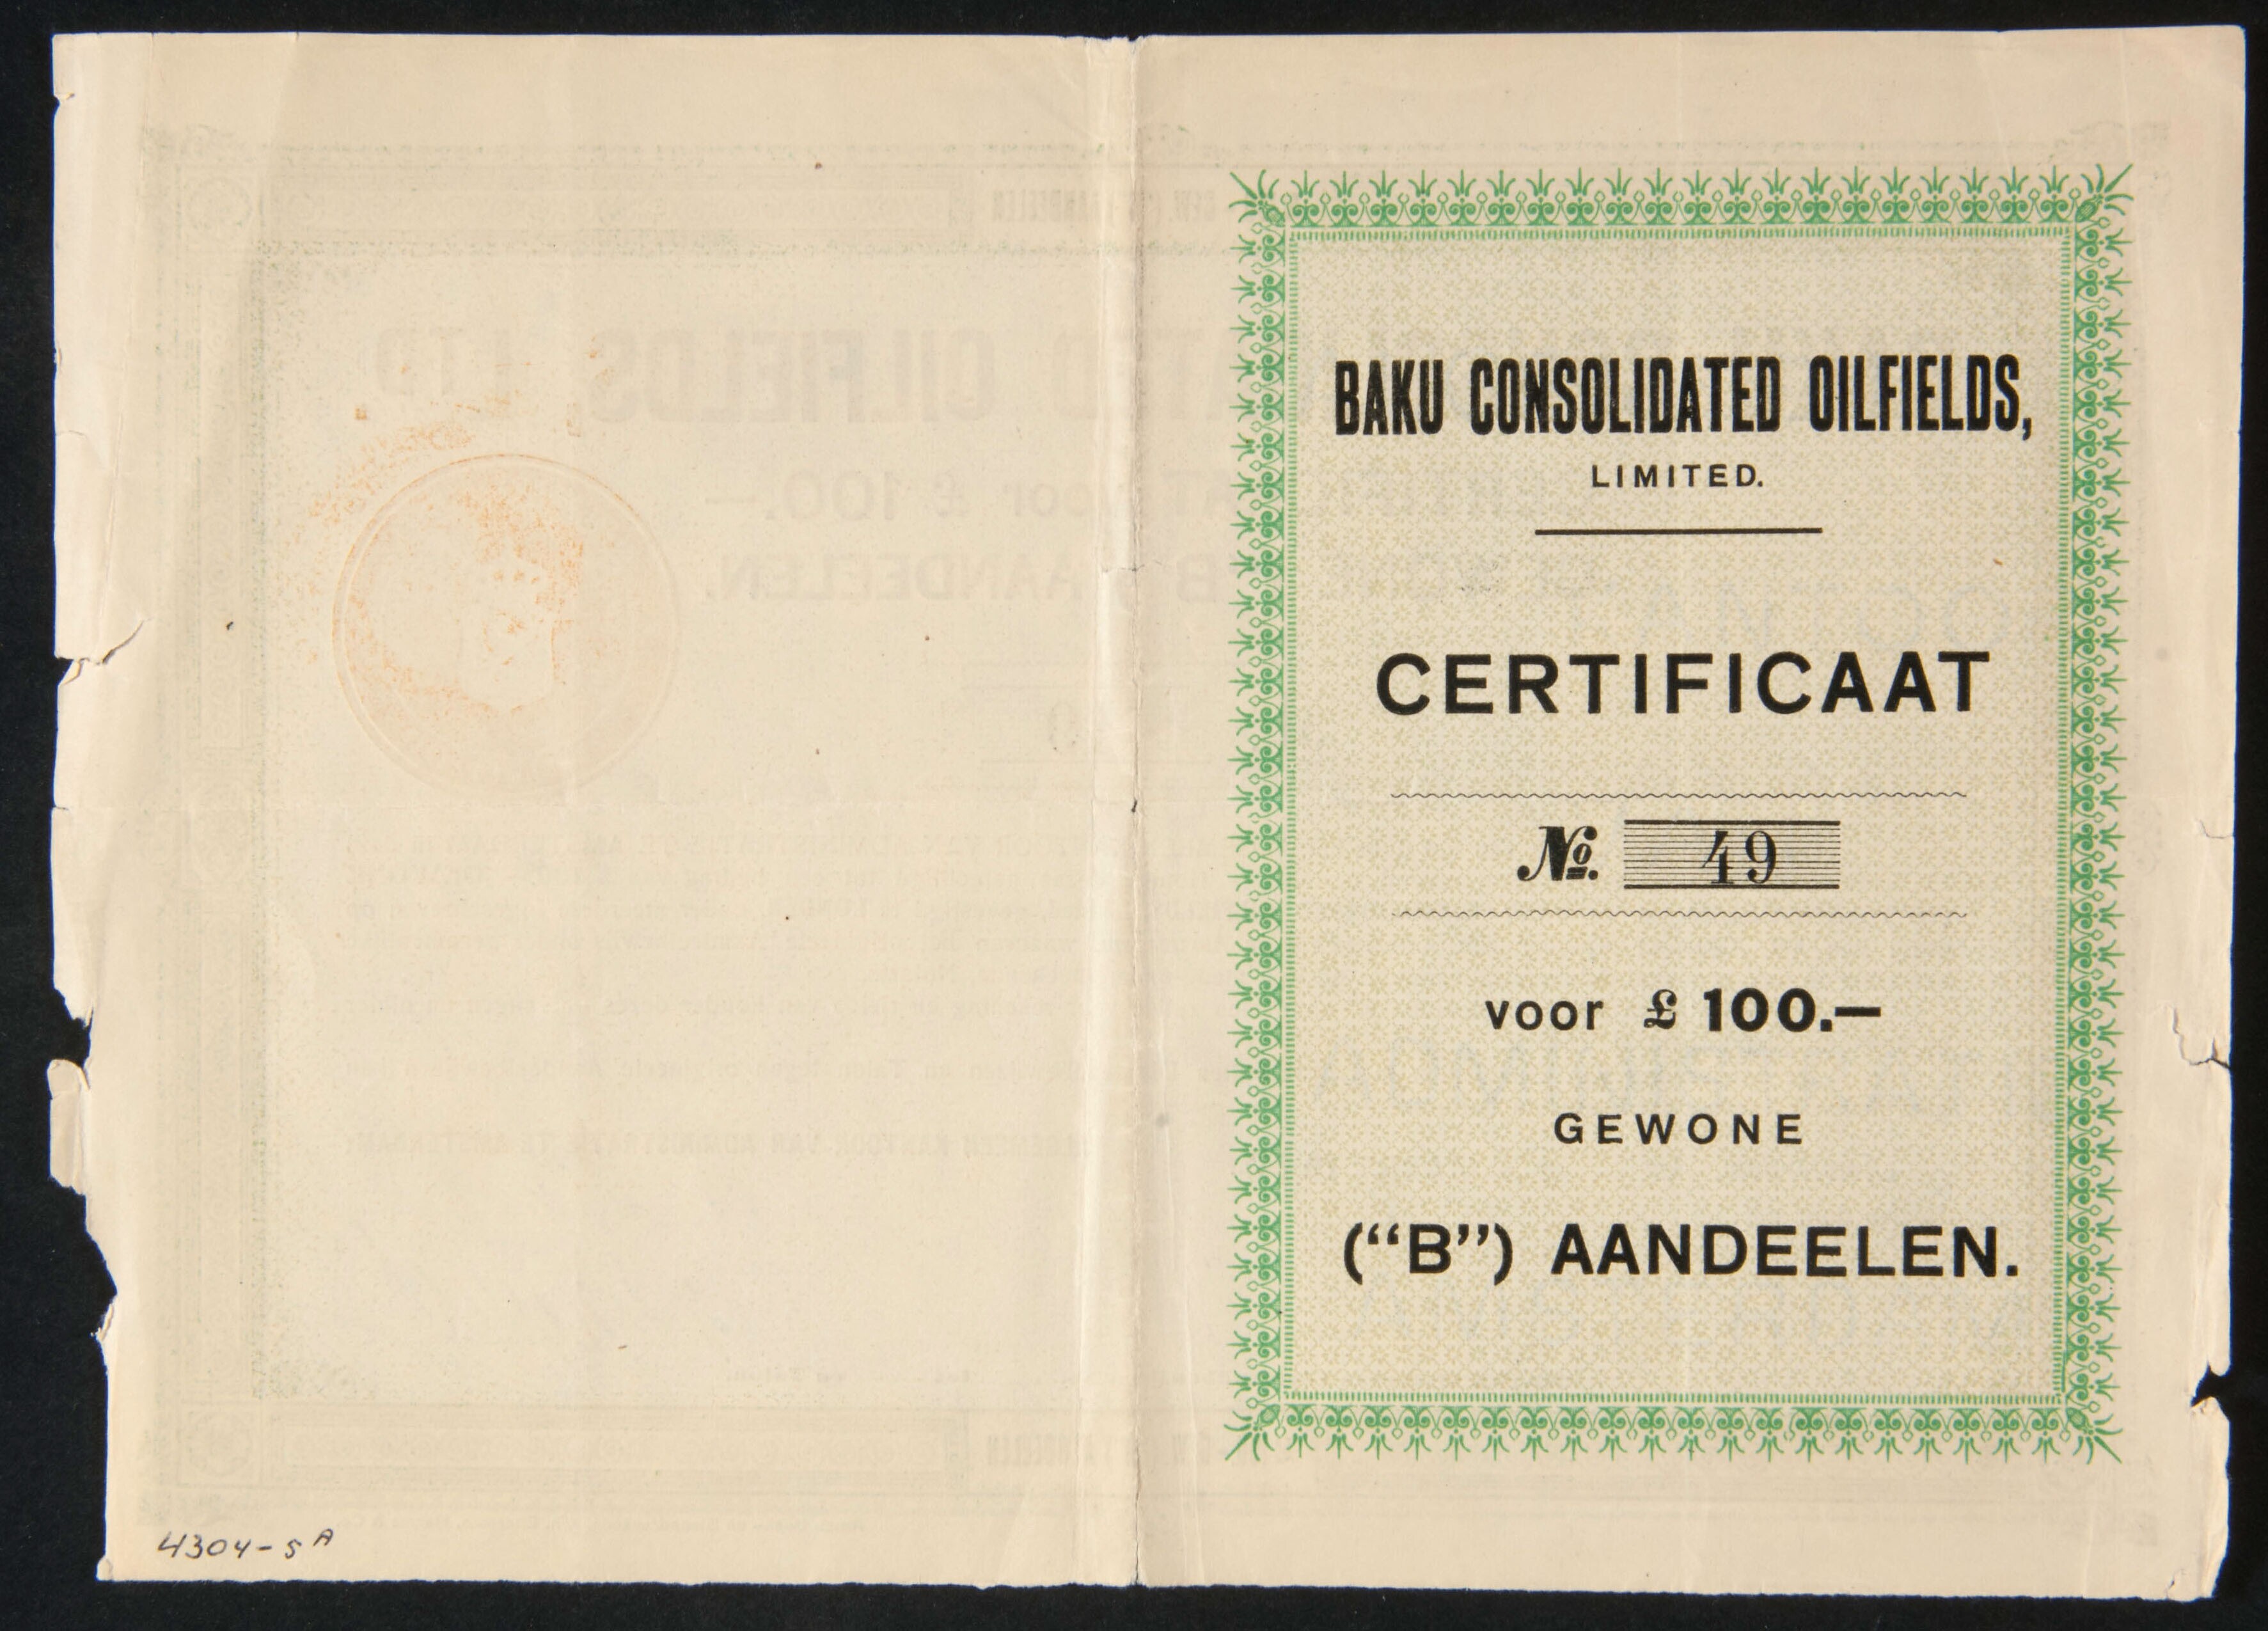 BAKU CONSOLIDATED OILFIELDS,
LIMITED.
CERTIFICAAT
No. 49
voor £ 100.—
GEWONE
(“B”) AANDEELEN.
4304-5A